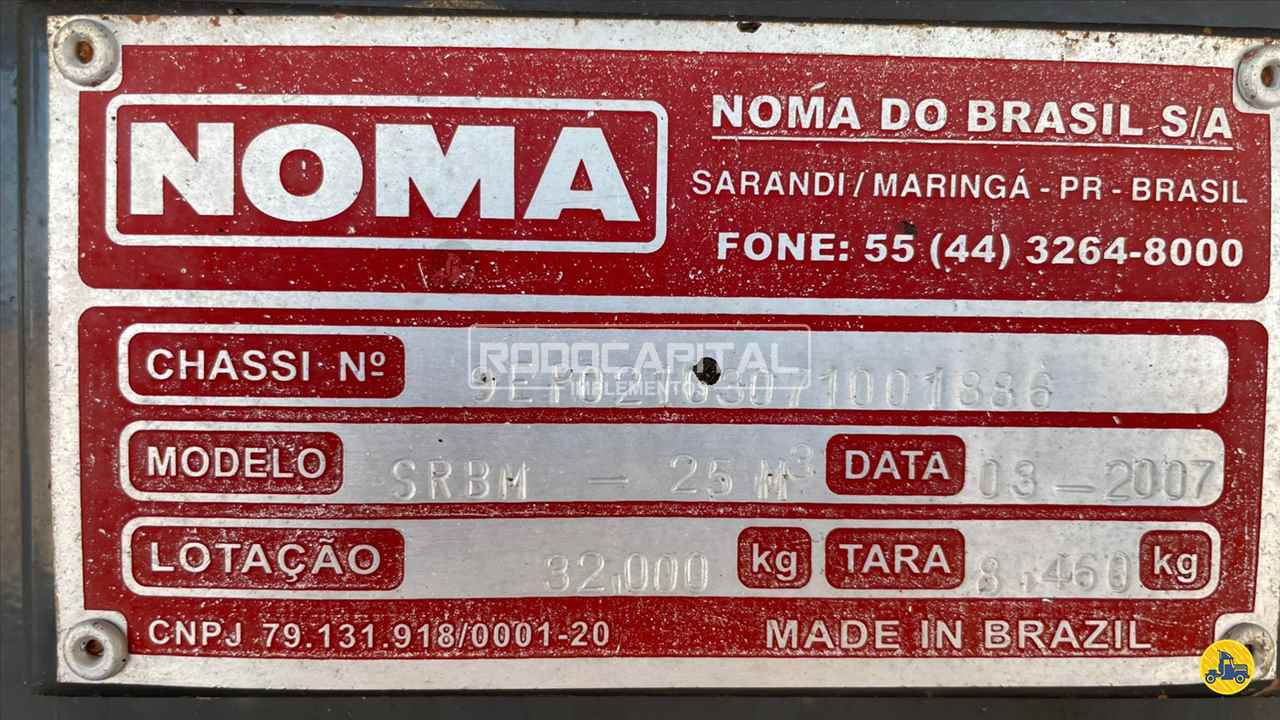 NOMA
NOMA DO BRASIL S/A
SARANDI / MARINGÁ - PR - BRASIL
FONE: 55 (44) 3264-8000
RODOCAPITAL
IMPLEMENTOS
CHASSI Nº
MODELO SRBM - 25 M³ DATA 03-2007
LOTAÇÃO 32.000 kg TARA 8.460 kg
CNPJ 79.131.918/0001-20 MADE IN BRAZIL